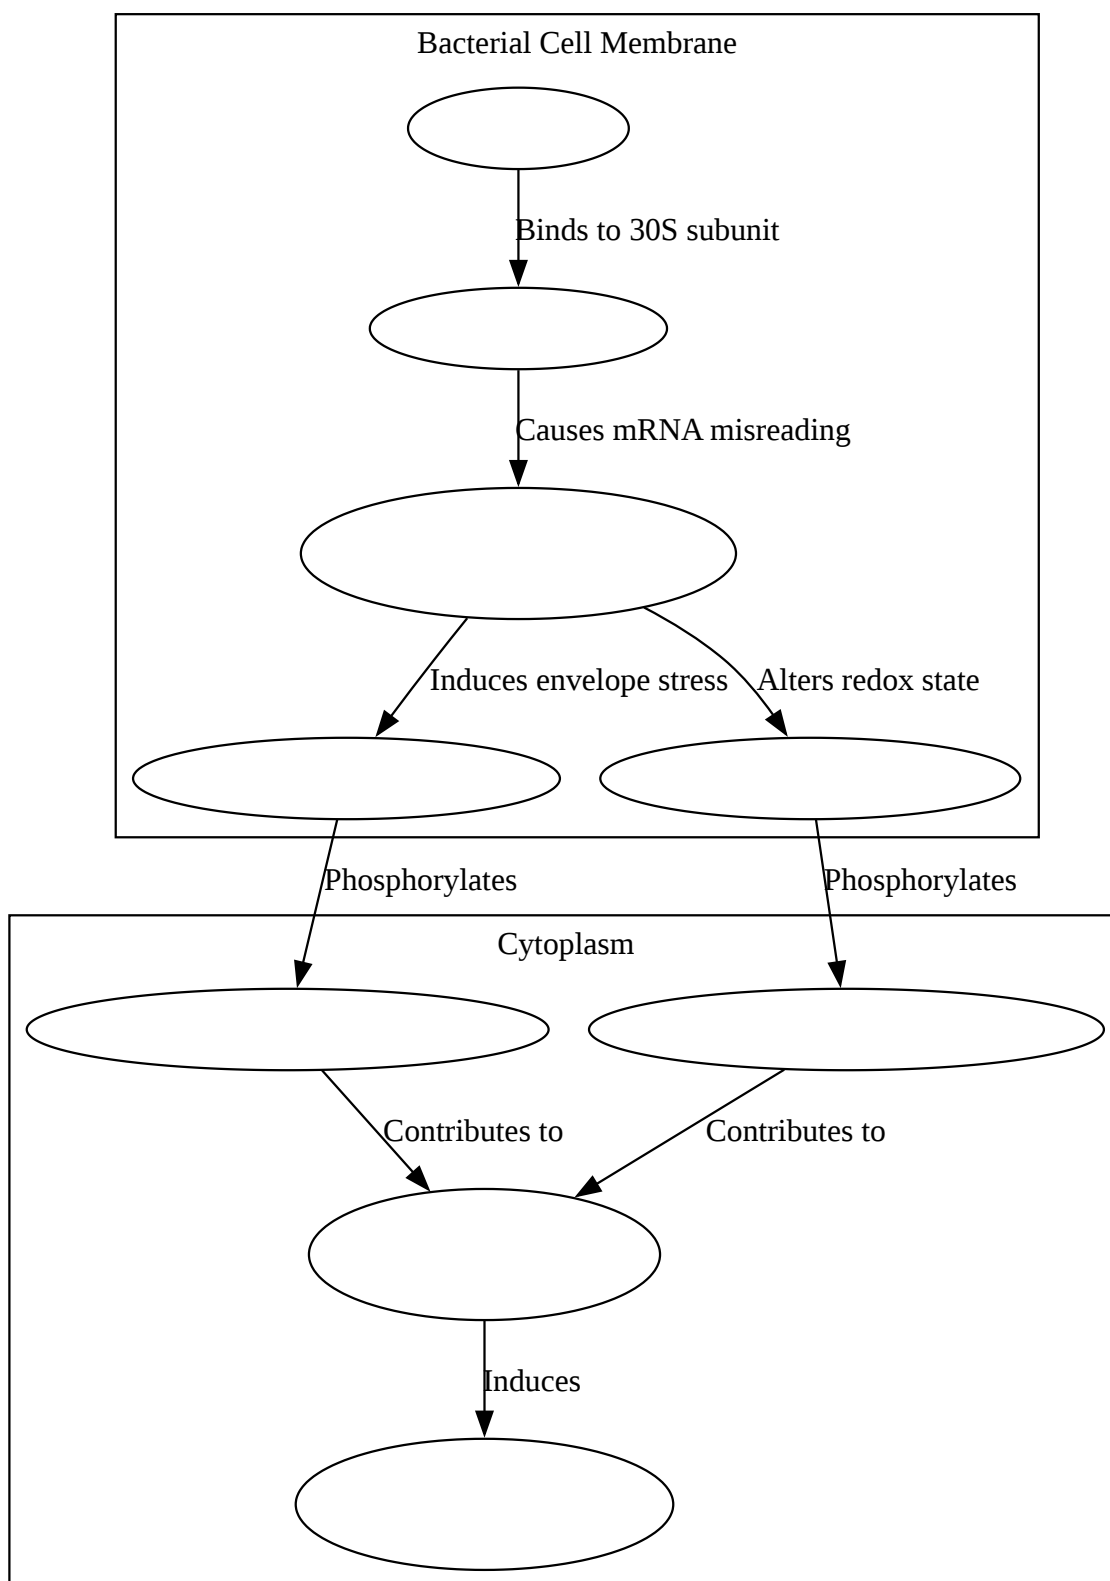 Bacterial Cell Membrane
Binds to 30S subunit
Causes mRNA misreading
Induces envelope stress
Alters redox state
Phosphorylates
Phosphorylates
Cytoplasm
Contributes to
Contributes to
Induces